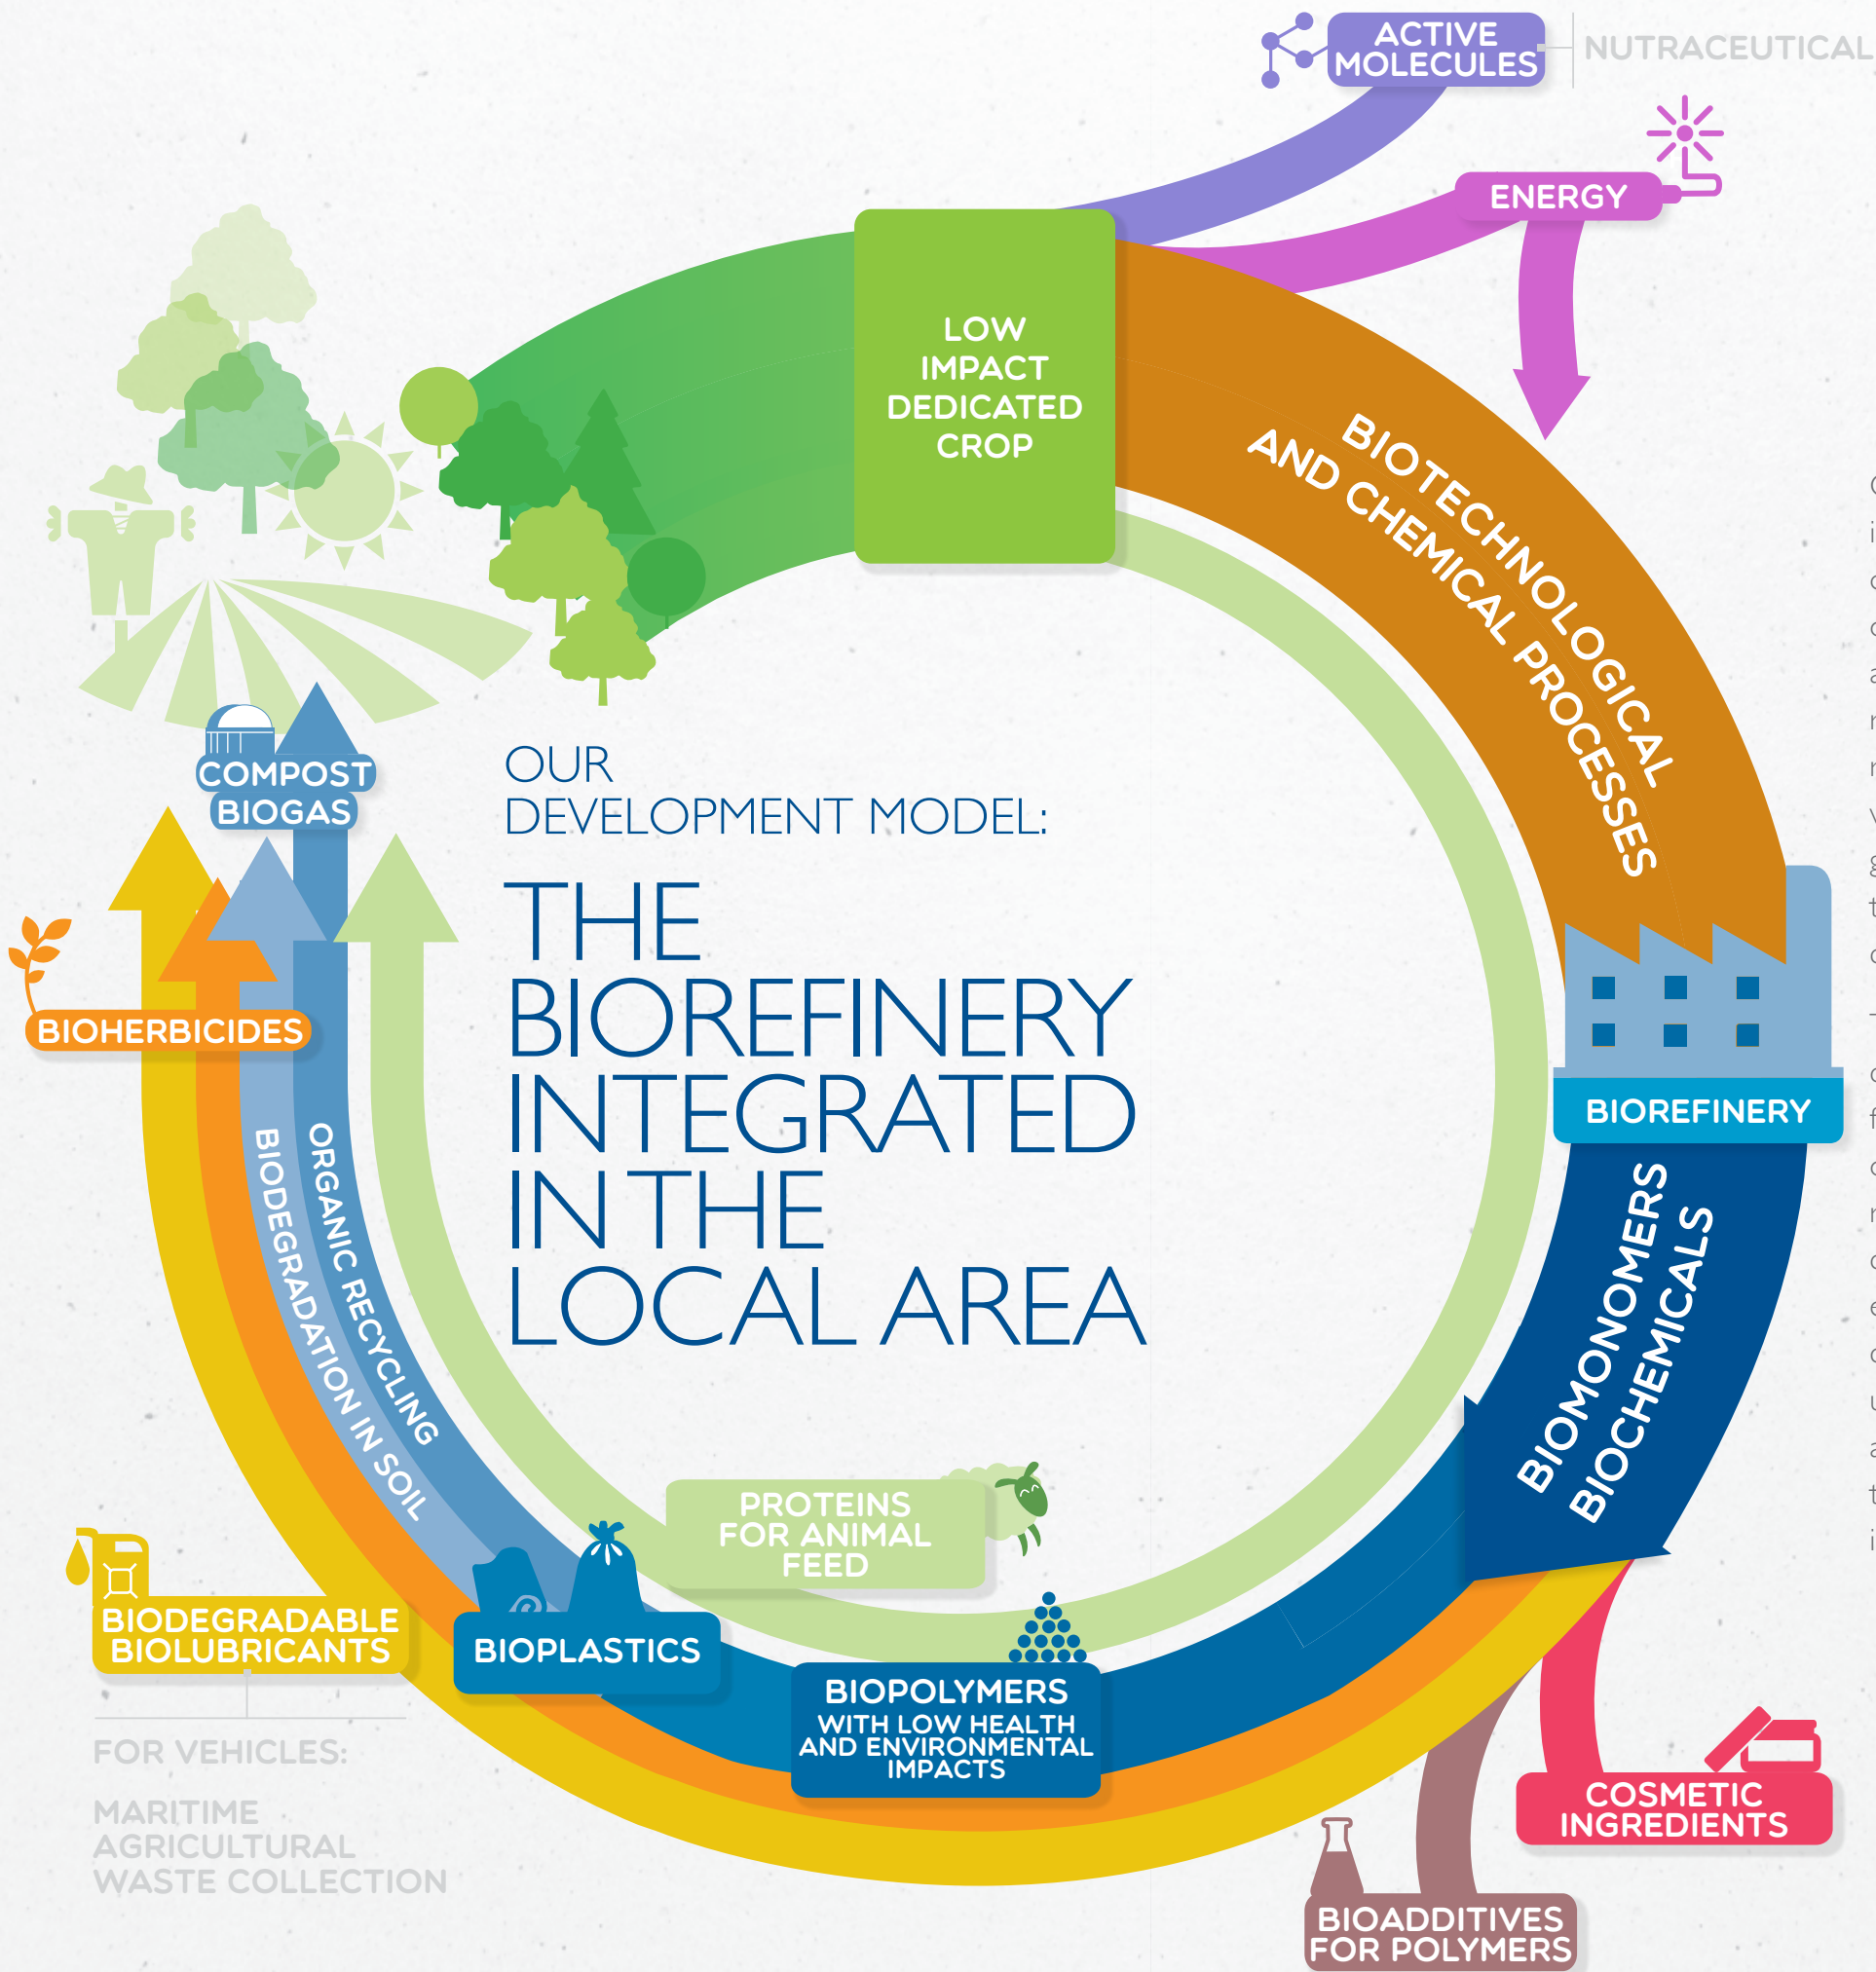 ACTIVE
MOLECULES
NUTRACEUTICAL
ENERGY
LOW
IMPACT
DEDICATED
CROP
BIOTECHNOLOGICAL
AND CHEMICAL PROCESSES
COMPOST
BIOGAS
OUR
DEVELOPMENT MODEL:
THE
BIOREFINERY
INTEGRATED
IN THE
LOCAL AREA
BIOHERBICIDES
BIOREFINERY
ORGANIC RECYCLING
BIODEGRADATION IN SOIL
BIOMONOMERS
BIOCHEMICALS
PROTEINS
FOR ANIMAL
FEED
BIODEGRADABLE
BIOLUBRICANTS
BIOPLASTICS
BIOPOLYMERS
WITH LOW HEALTH
AND ENVIRONMENTAL
IMPACTS
FOR VEHICLES:
MARITIME
AGRICULTURAL
WASTE COLLECTION
COSMETIC
INGREDIENTS
BIOADDITIVES
FOR POLYMERS